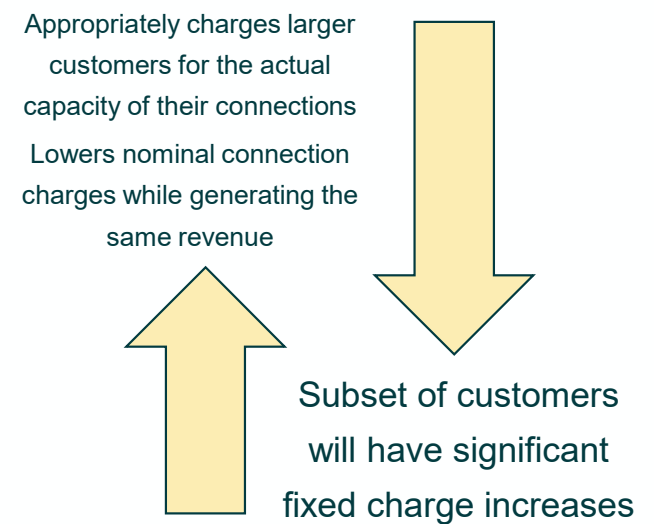 Appropriately charges larger
customers for the actual
capacity of their connections
Lowers nominal connection
charges while generating the
same revenue
Subset of customers
will have significant
fixed charge increases